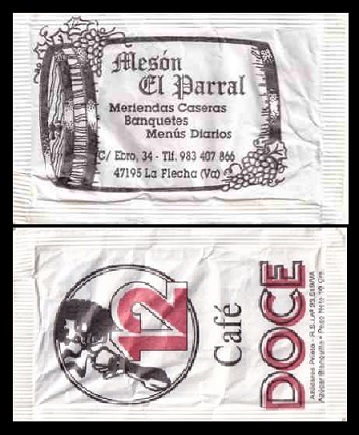 Mesón
El Parral
Meriendas Caseras
Banquetes
Menús Diarios
C/ Ebro, 34 - Tlf. 983 407 866
47195 La Flecha (Va)
12
Café
DOCE